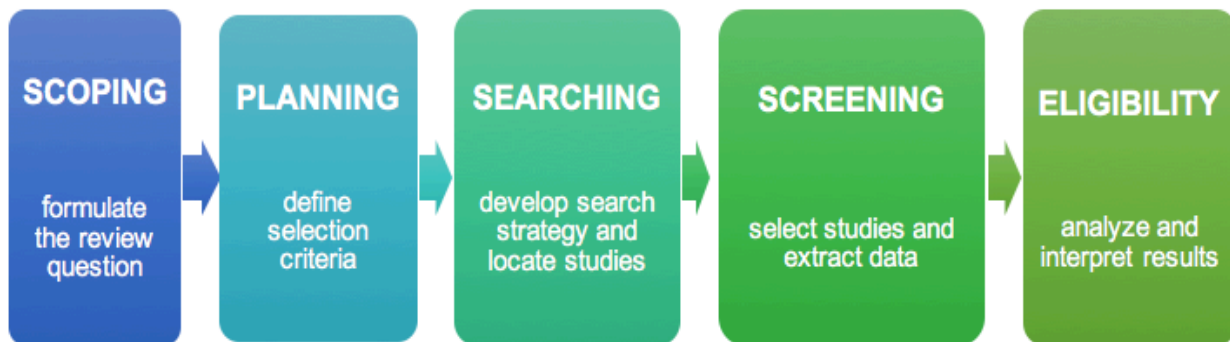 SCOPING
formulate
the review
question
PLANNING
define
selection
criteria
SEARCHING
develop search
strategy and
locate studies
SCREENING
select studies and
extract data
ELIGIBILITY
analyze and
interpret results